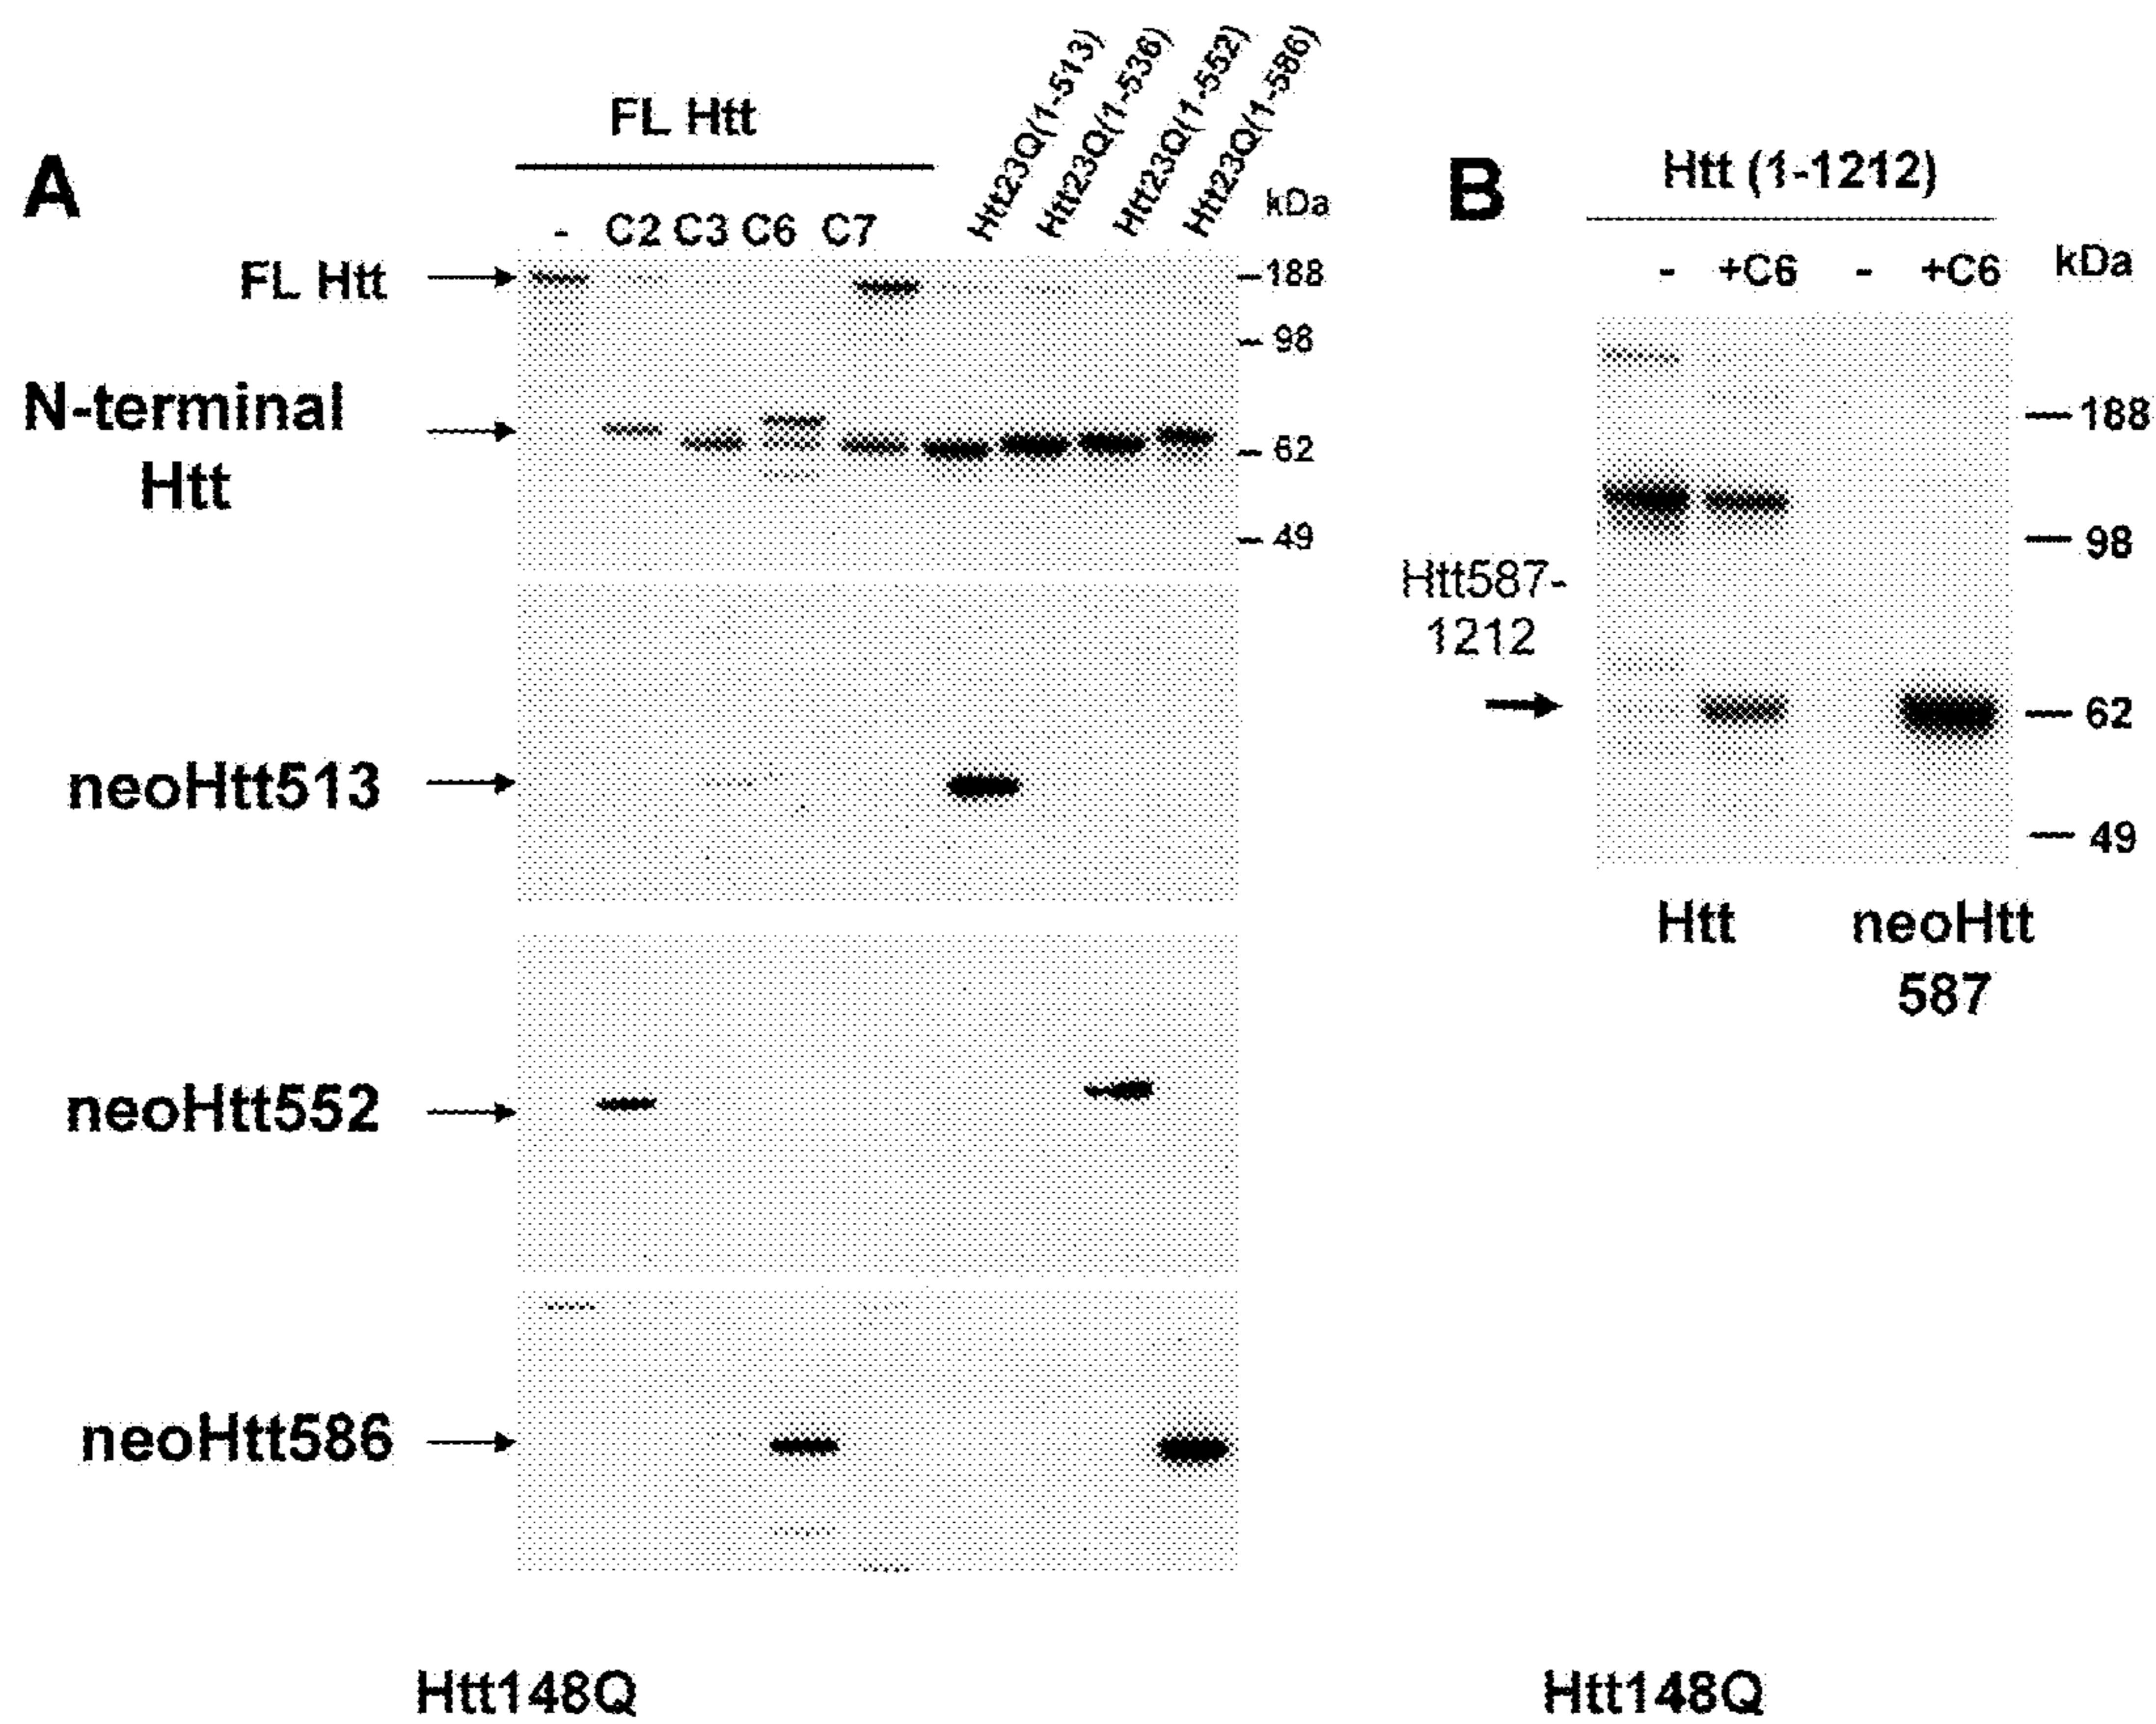 A
FL Htt
- C2 C3 C6 C7
Htt23Q(1-513)
Htt23Q(1-536)
Htt23Q(1-552)
Htt23Q(1-586)
kDa
FL Htt
188
98
N-terminal
Htt
62
49
neoHtt513
neoHtt552
neoHtt586
Htt148Q
B
Htt (1-1212)
- +C6 - +C6 kDa
188
98
Htt587-
1212
62
49
Htt neoHtt
587
Htt148Q